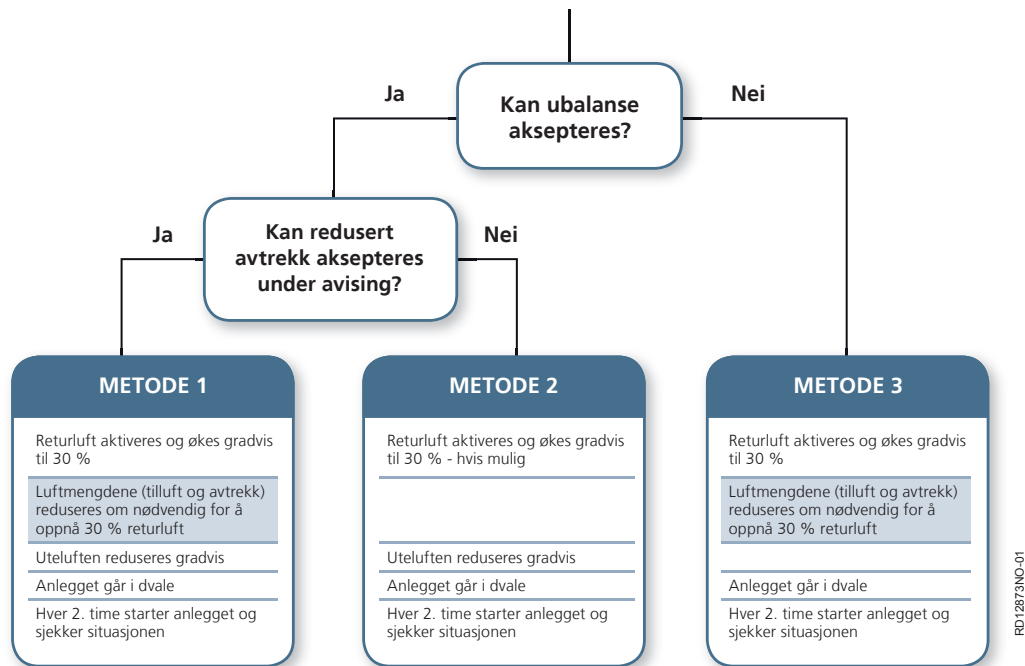 Kan ubalanse
aksepteres?
Ja
Nei
Kan redusert
avtrekk aksepteres
under avising?
Ja
Nei
METODE 1
Returluft aktiveres og økes gradvis
til 30 %
Luftmengdene (tilluft og avtrekk)
reduseres om nødvendig for å
oppnå 30 % returluft
Uteluften reduseres gradvis
Anlegget går i dvale
Hver 2. time starter anlegget og
sjekker situasjonen
METODE 2
Returluft aktiveres og økes gradvis
til 30 % - hvis mulig
Uteluften reduseres gradvis
Anlegget går i dvale
Hver 2. time starter anlegget og
sjekker situasjonen
METODE 3
Returluft aktiveres og økes gradvis
til 30 %
Luftmengdene (tilluft og avtrekk)
reduseres om nødvendig for å
oppnå 30 % returluft
Anlegget går i dvale
Hver 2. time starter anlegget og
sjekker situasjonen
RD12873NO-01